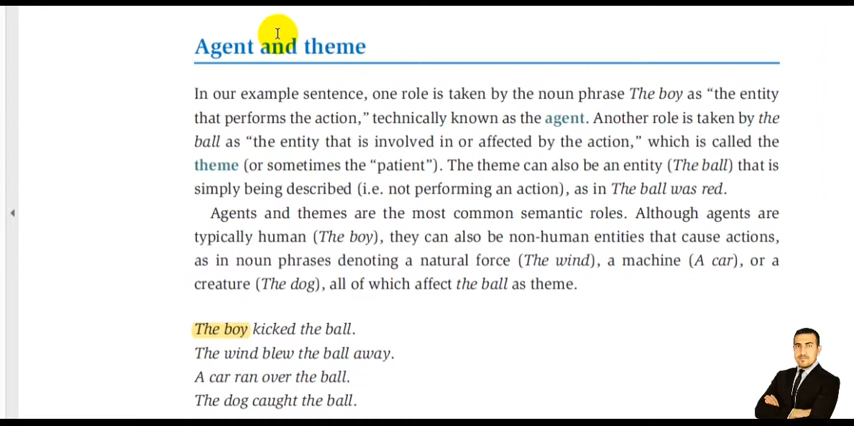 Agent and theme
In our example sentence, one role is taken by the noun phrase The boy as “the entity
that performs the action,” technically known as the agent. Another role is taken by the
ball as “the entity that is involved in or affected by the action,” which is called the
theme (or sometimes the “patient”). The theme can also be an entity (The ball) that is
simply being described (i.e. not performing an action), as in The ball was red.
Agents and themes are the most common semantic roles. Although agents are
typically human (The boy), they can also be non-human entities that cause actions,
as in noun phrases denoting a natural force (The wind), a machine (A car), or a
creature (The dog), all of which affect the ball as theme.
The boy kicked the ball.
The wind blew the ball away.
A car ran over the ball.
The dog caught the ball.